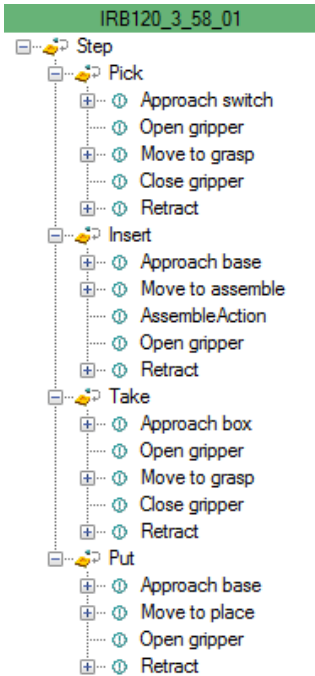 IRB120_3_58_01
Step
Pick
Approach switch
Open gripper
Move to grasp
Close gripper
Retract
Insert
Approach base
Move to assemble
AssembleAction
Open gripper
Retract
Take
Approach box
Open gripper
Move to grasp
Close gripper
Retract
Put
Approach base
Move to place
Open gripper
Retract